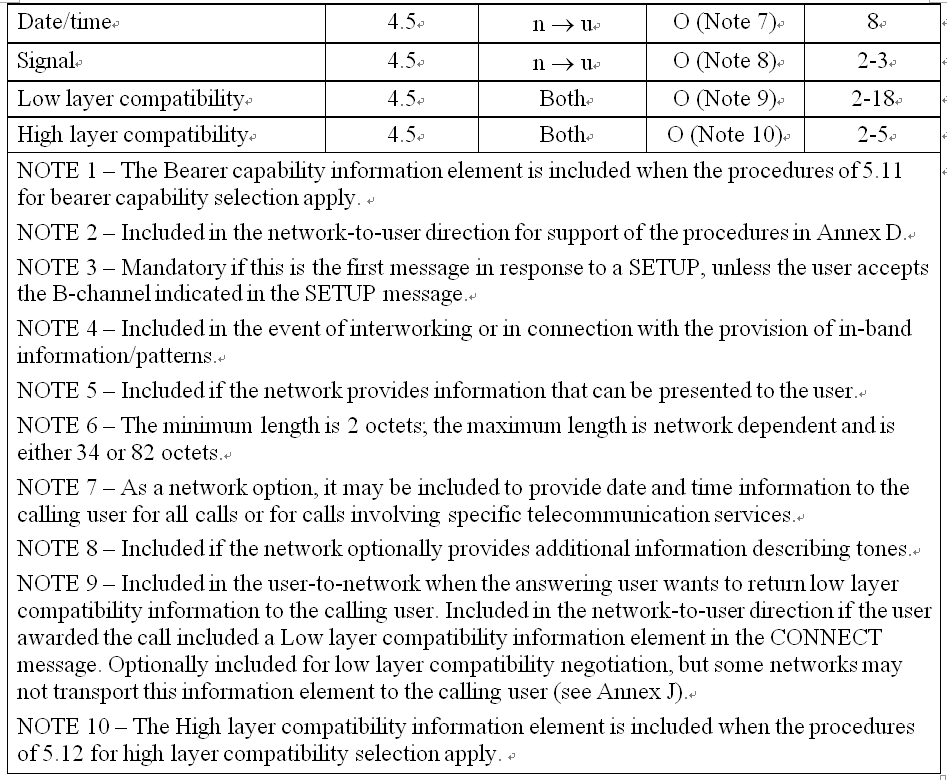 Date/time 4.5 n → u O (Note 7) 8
Signal 4.5 n → u O (Note 8) 2-3
Low layer compatibility 4.5 Both O (Note 9) 2-18
High layer compatibility 4.5 Both O (Note 10) 2-5
NOTE 1 – The Bearer capability information element is included when the procedures of 5.11
for bearer capability selection apply.
NOTE 2 – Included in the network-to-user direction for support of the procedures in Annex D.
NOTE 3 – Mandatory if this is the first message in response to a SETUP, unless the user accepts
the B-channel indicated in the SETUP message.
NOTE 4 – Included in the event of interworking or in connection with the provision of in-band
information/patterns.
NOTE 5 – Included if the network provides information that can be presented to the user.
NOTE 6 – The minimum length is 2 octets; the maximum length is network dependent and is
either 34 or 82 octets.
NOTE 7 – As a network option, it may be included to provide date and time information to the
calling user for all calls or for calls involving specific telecommunication services.
NOTE 8 – Included if the network optionally provides additional information describing tones.
NOTE 9 – Included in the user-to-network when the answering user wants to return low layer
compatibility information to the calling user. Included in the network-to-user direction if the user
awarded the call included a Low layer compatibility information element in the CONNECT
message. Optionally included for low layer compatibility negotiation, but some networks may
not transport this information element to the calling user (see Annex J).
NOTE 10 – The High layer compatibility information element is included when the procedures
of 5.12 for high layer compatibility selection apply.